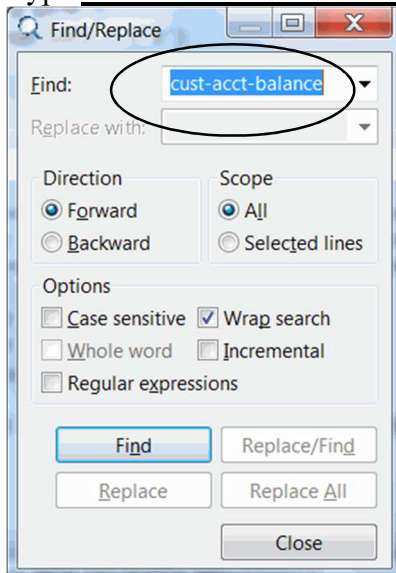 Find/Replace
Find: cust-acct-balance
Replace with:
Direction Scope
Forward All
Backward Selected lines
Options
Case sensitive Wrap search
Whole word Incremental
Regular expressions
Find Replace/Find
Replace Replace All
Close